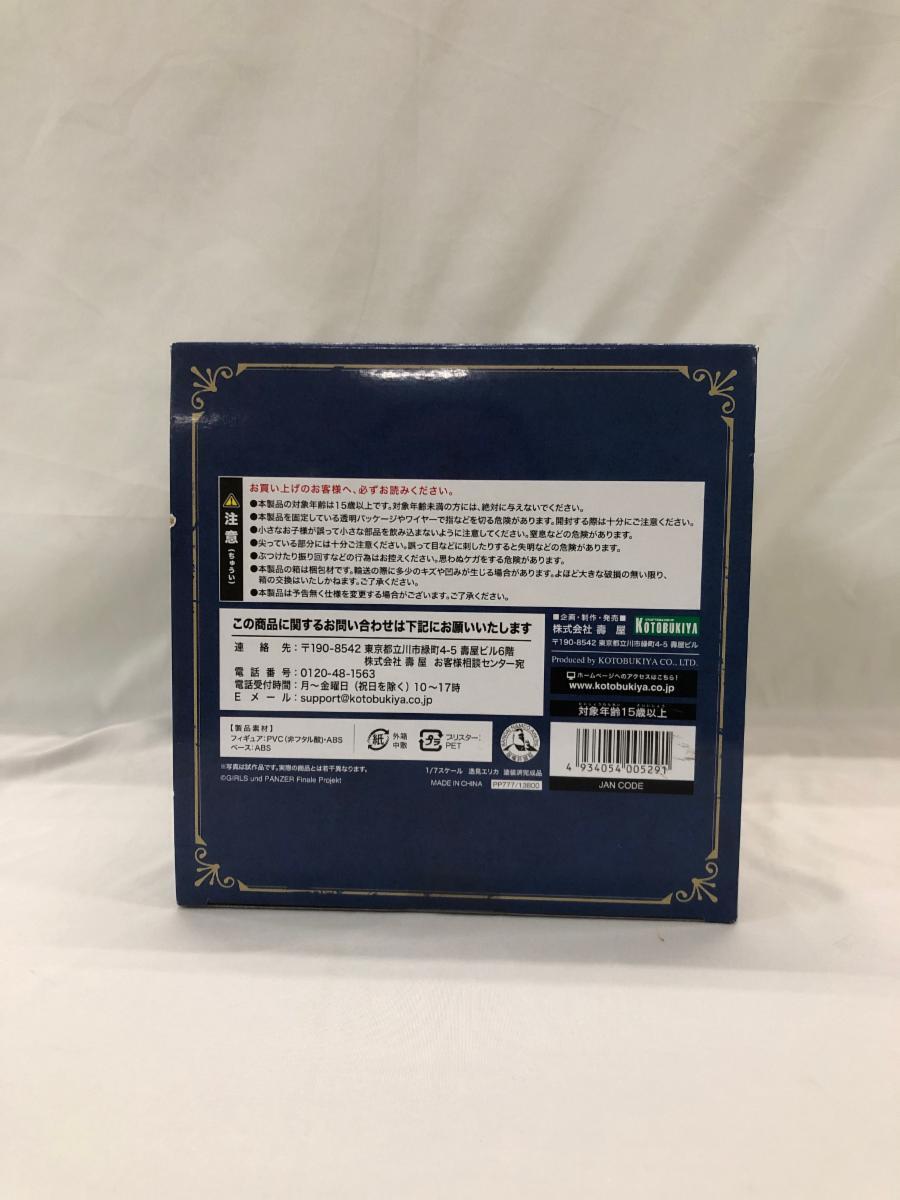 注意
(ちゅうい)
お買い上げのお客様へ、必ずお読みください。
●本製品の対象年齢は15歳以上です。対象年齢未満の方には、絶対に与えないでください。
●本製品を固定している透明パッケージやワイヤーで指などを切る危険があります。開封する際は十分にご注意ください。
●小さなお子様が誤って小さな部品を飲み込まないように注意してください。窒息などの危険があります。
●尖っている部分には十分ご注意ください。誤って目などに刺したりすると失明などの危険があります。
●ぶつけたり振り回すなどの行為はお控えください。思わぬケガをする危険があります。
●本製品の箱は梱包材です。輸送の際に多少のキズや凹みが生じる場合があります。よほど大きな破損の無い限り、
箱の交換はいたしかねます。ご了承ください。
●本製品は予告無く仕様を変更する場合がございます。ご了承ください。
この商品に関するお問い合わせは下記にお願いいたします
連絡先:〒190-8542 東京都立川市緑町4-5 壽屋ビル6階
株式会社 壽屋 お客様相談センター宛
電話番号:0120-48-1563
電話受付時間:月〜金曜日(祝日を除く)10〜17時
Eメール:support@kotobukiya.co.jp
■企画・制作・発売■
株式会社 壽屋
KOTOBUKIYA
〒190-8542 東京都立川市緑町4-5 壽屋ビル
Produced by KOTOBUKIYA CO., LTD.
ホームページへのアクセスはこちら!
www.kotobukiya.co.jp
対象年齢15歳以上
【製品素材】
フィギュア:PVC(非フタル酸)・ABS
ベース:ABS
紙
外箱
中敷
プラ
ブリスター:
PET
※写真は試作品です。実際の商品とは若干異なります。
©GIRLS und PANZER Finale Projekt
1/7スケール 逸見エリカ 塗装済完成品
MADE IN CHINA
PP777/13800
4 934054 005291
JAN CODE